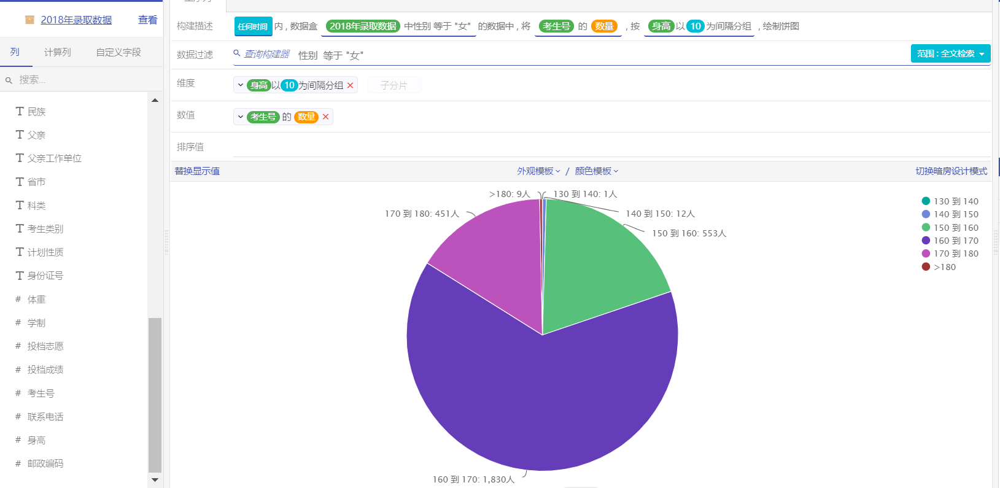 2018年录取数据 查看
列 计算列 自定义字段
搜索...
民族
父亲
父亲工作单位
省市
科类
考生类别
计划性质
身份证号
# 体重
# 学制
# 投档志愿
# 投档成绩
# 考生号
# 联系电话
# 身高
# 邮政编码
构建描述 任何时间 内 , 数据盒 2018年录取数据 中性别 等于 "女" 的数据中 , 将 考生号 的 数量 , 按 身高 以 10 为间隔分组 , 绘制饼图
数据过滤 查询构建器 性别 等于 "女" 范围 : 全文检索
维度 身高 以 10 为间隔分组 × 子分片
数值 考生号 的 数量 ×
排序值
替换显示值 外观模板 / 颜色模板 切换暗房设计模式
>180: 9人 130 到 140: 1人
170 到 180: 451人 140 到 150: 12人
150 到 160: 553人
160 到 170: 1,830人
130 到 140
140 到 150
150 到 160
160 到 170
170 到 180
>180